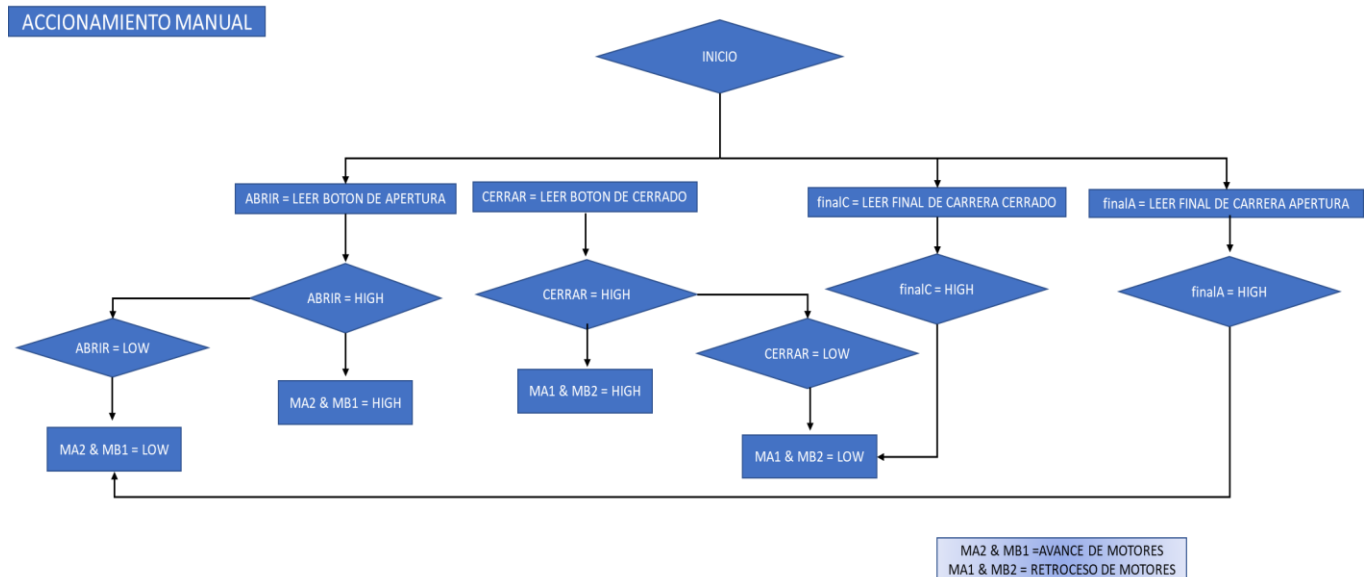 ACCIONAMIENTO MANUAL
INICIO
ABRIR = LEER BOTON DE APERTURA
CERRAR = LEER BOTON DE CERRADO
finalC = LEER FINAL DE CARRERA CERRADO
finalA = LEER FINAL DE CARRERA APERTURA
ABRIR = HIGH
CERRAR = HIGH
finalC = HIGH
finalA = HIGH
ABRIR = LOW
CERRAR = LOW
MA2 & MB1 = HIGH
MA1 & MB2 = HIGH
MA2 & MB1 = LOW
MA1 & MB2 = LOW
MA2 & MB1 =AVANCE DE MOTORES
MA1 & MB2 = RETROCESO DE MOTORES